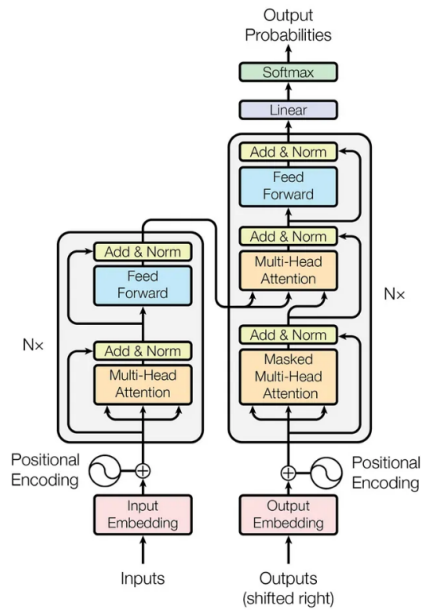 Output
Probabilities
Softmax
Linear
Add & Norm
Feed
Forward
Add & Norm
Multi-Head
Attention
Nx
Add & Norm
Masked
Multi-Head
Attention
Add & Norm
Feed
Forward
Nx
Add & Norm
Multi-Head
Attention
Positional
Encoding
Positional
Encoding
Input
Embedding
Output
Embedding
Inputs
Outputs
(shifted right)